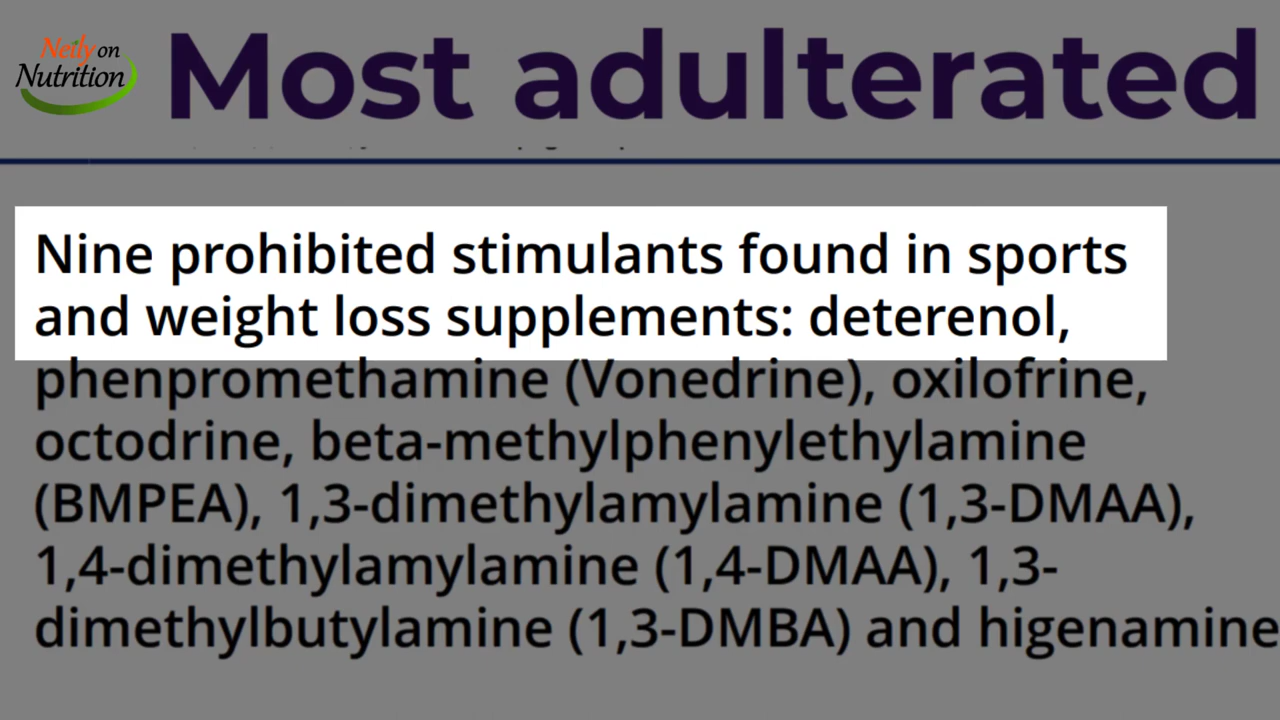 Neily on
Nutrition
Most adulterated
Nine prohibited stimulants found in sports
and weight loss supplements: deterenol,
phenpromethamine (Vonedrine), oxilofrine,
octodrine, beta-methylphenylethylamine
(BMPEA), 1,3-dimethylamylamine (1,3-DMAA),
1,4-dimethylamylamine (1,4-DMAA), 1,3-
dimethylbutylamine (1,3-DMBA) and higenamine